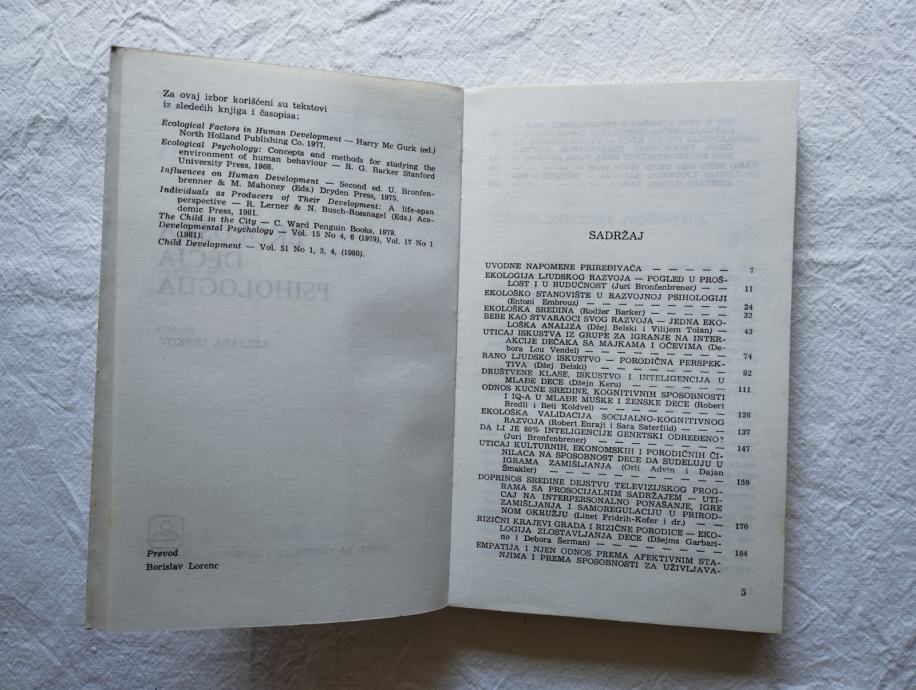 Za ovaj izbor korišćeni su tekstovi
iz sledećih knjiga i časopisa:
Ecological Factors in Human Development — Harry Mc Gurk (ed.)
North Holland Publishing Co. 1977.
Ecological Psychology: Concepts and methods for studying the
environment of human behaviour — R. G. Barker Stanford
University Press, 1968.
Influences on Human Development — Second ed. U. Bronfen-
brenner & M. Mahoney (Eds.) Dryden Press, 1975.
Individuals as Producers of Their Development: A life-span
perspective — R. Lerner & N. Busch-Rossnagel (Eds.) Aca-
demic Press, 1981.
The Child in the City — C. Ward Penguin Books, 1979.
Developmental Psychology — Vol. 15 No 4, 6 (1979), Vol. 17 No 1
(1981).
Child Development — Vol. 51 No 1, 3, 4, (1980).
Prevod
Borislav Lorenc
SADRŽAJ
UVODNE NAPOMENE PRIREĐIVAČA — — — — — 7
EKOLOGIJA LJUDSKOG RAZVOJA — POGLED U PROŠ-
LOST I U BUDUĆNOST (Juri Bronfenbrener) — — 11
EKOLOŠKO STANOVIŠTE U RAZVOJNOJ PSIHOLOGIJI
(Entoni Embrouz) — — — — — — — — — 24
EKOLOŠKA SREDINA (Rodžer Barker) — — — — 32
BEBE KAO STVARAOCI SVOG RAZVOJA — JEDNA EKO-
LOŠKA ANALIZA (Džej Belski i Vilijem Tolan) — — 43
UTICAJ ISKUSTVA IZ GRUPE ZA IGRANJE NA INTER-
AKCIJE DEČAKA SA MAJKAMA I OČEVIMA (De-
bora Lou Vendel) — — — — — — — — — 74
RANO LJUDSKO ISKUSTVO — PORODIČNA PERSPEK-
TIVA (Džej Belski) — — — — — — — — — 82
DRUŠTVENE KLASE, ISKUSTVO I INTELIGENCIJA U
MLAĐE DECE (Džejn Keru) — — — — — — 111
ODNOS KUĆNE SREDINE, KOGNITIVNIH SPOSOBNOSTI
I IQ-A U MLAĐE MUŠKE I ŽENSKE DECE (Robert
Bredli i Beti Koldvel) — — — — — — — — 126
EKOLOŠKA VALIDACIJA SOCIJALNO-KOGNITIVNOG
RAZVOJA (Robert Enrajt i Sara Saterfild) — — — 137
DA LI JE 80% INTELIGENCIJE GENETSKI ODREĐENO?
(Juri Bronfenbrener) — — — — — — — — 147
UTICAJ KULTURNIH, EKONOMSKIH I PORODIČNIH ČI-
NILACA NA SPOSOBNOST DECE DA SUDELUJU U
IGRAMA ZAMIŠLJANJA (Orli Advin i Dajan
Šmakler) — — — — — — — — — — — 159
DOPRINOS SREDINE DEJSTVU TELEVIZIJSKOG PROG-
RAMA SA PROSOCIJALNIM SADRŽAJEM — UTI-
CAJ NA INTERPERSONALNO PONAŠANJE, IGRE
ZAMIŠLJANJA I SAMOREGULACIJU U PRIROD-
NOM OKRUŽJU (Linet Fridrih-Kofer i dr.) — — — 170
RIZIČNI KRAJEVI GRADA I RIZIČNE PORODICE — EKO-
LOGIJA ZLOSTAVLJANJA DECE (Džejms Garbari-
no i Debora Šerman) — — — — — — — — 184
EMPATIJA I NJEN ODNOS PREMA AFEKTIVNIM STA-
NJIMA I PREMA SPOSOBNOSTI ZA UŽIVLJAVA-
5